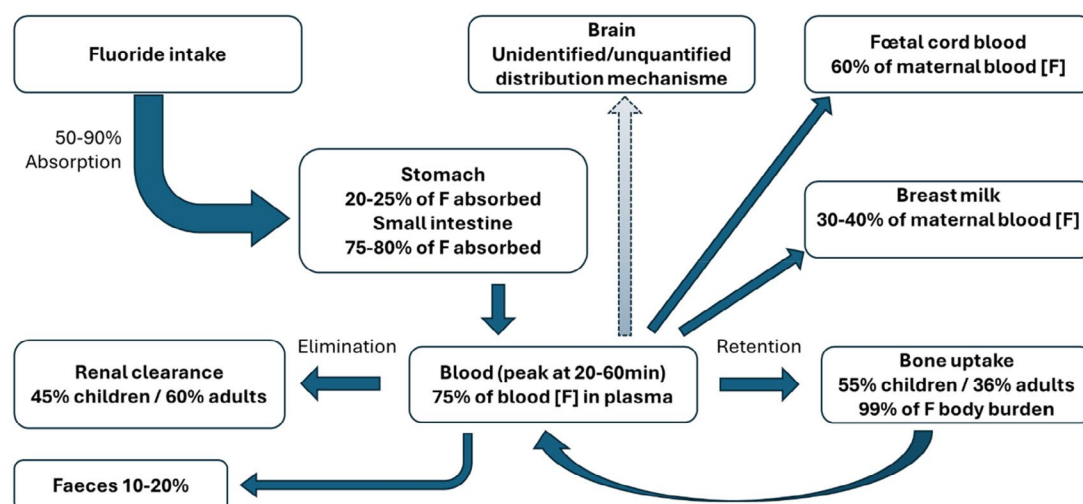 Fluoride intake
50-90%
Absorption
Brain
Unidentified/unquantified
distribution mechanisme
Fœtal cord blood
60% of maternal blood [F]
Stomach
20-25% of F absorbed
Small intestine
75-80% of F absorbed
Breast milk
30-40% of maternal blood [F]
Renal clearance
45% children / 60% adults
Elimination
Blood (peak at 20-60min)
75% of blood [F] in plasma
Retention
Bone uptake
55% children / 36% adults
99% of F body burden
Faeces 10-20%